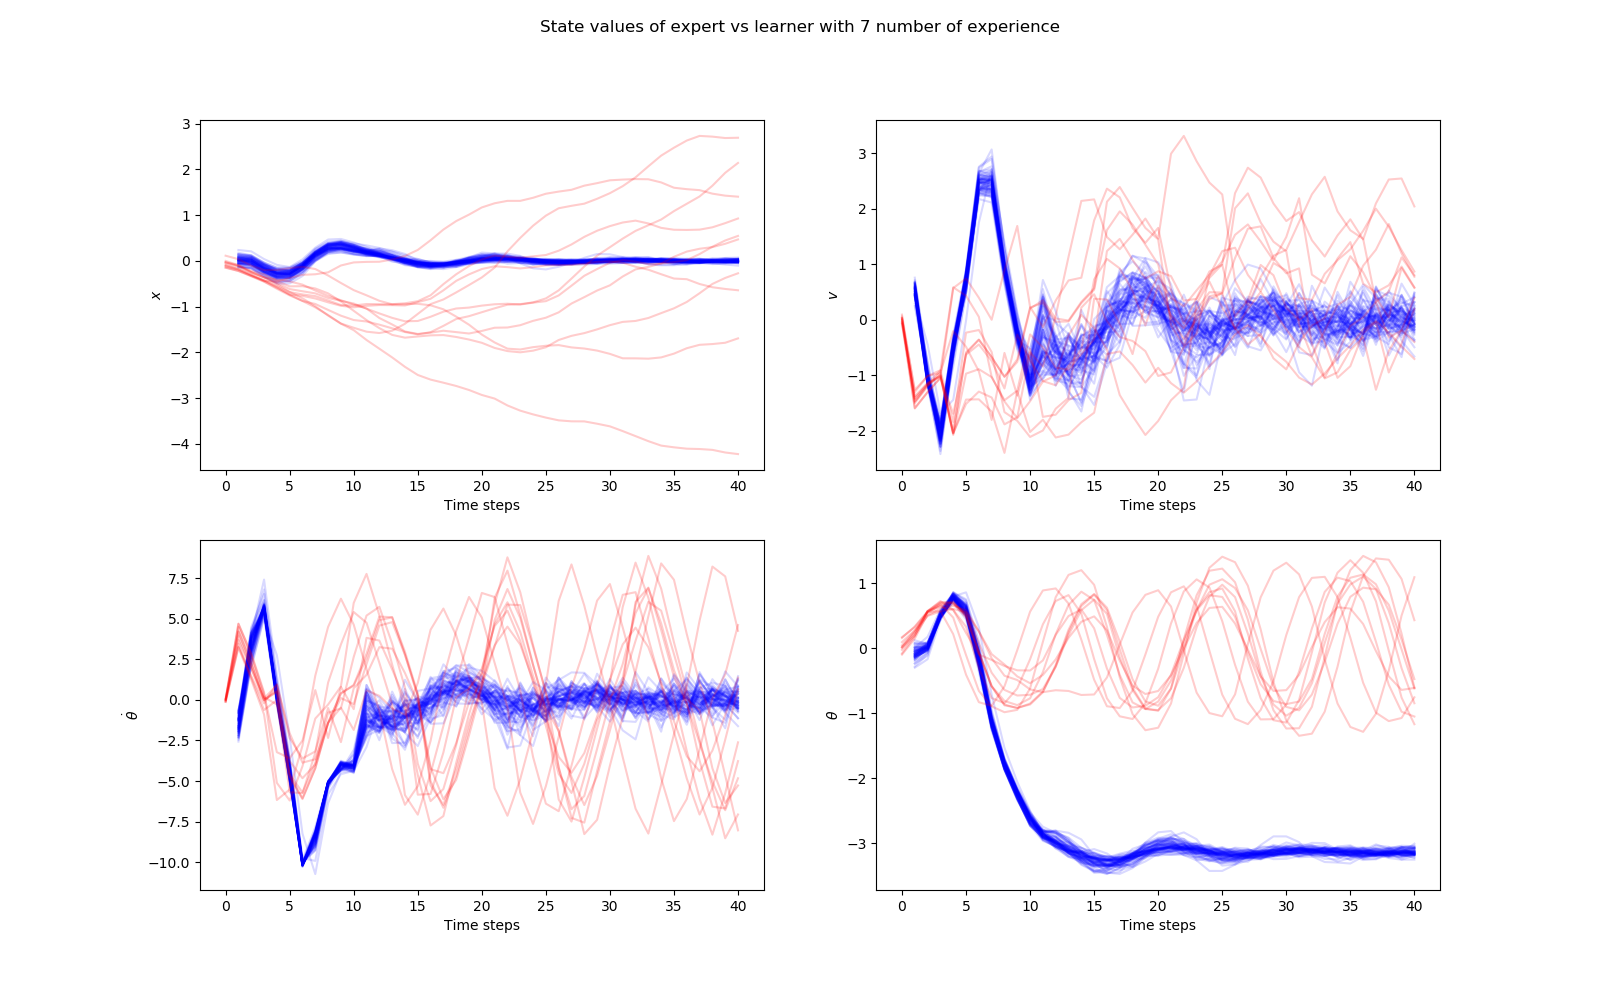 State values of expert vs learner with 7 number of experience
3
2
1
0
−1
−2
−3
−4
x
0 5 10 15 20 25 30 35 40
Time steps
3
2
1
0
−1
−2
v
0 5 10 15 20 25 30 35 40
Time steps
7.5
5.0
2.5
0.0
−2.5
−5.0
−7.5
−10.0
θ̇
0 5 10 15 20 25 30 35 40
Time steps
1
0
−1
−2
−3
θ
0 5 10 15 20 25 30 35 40
Time steps